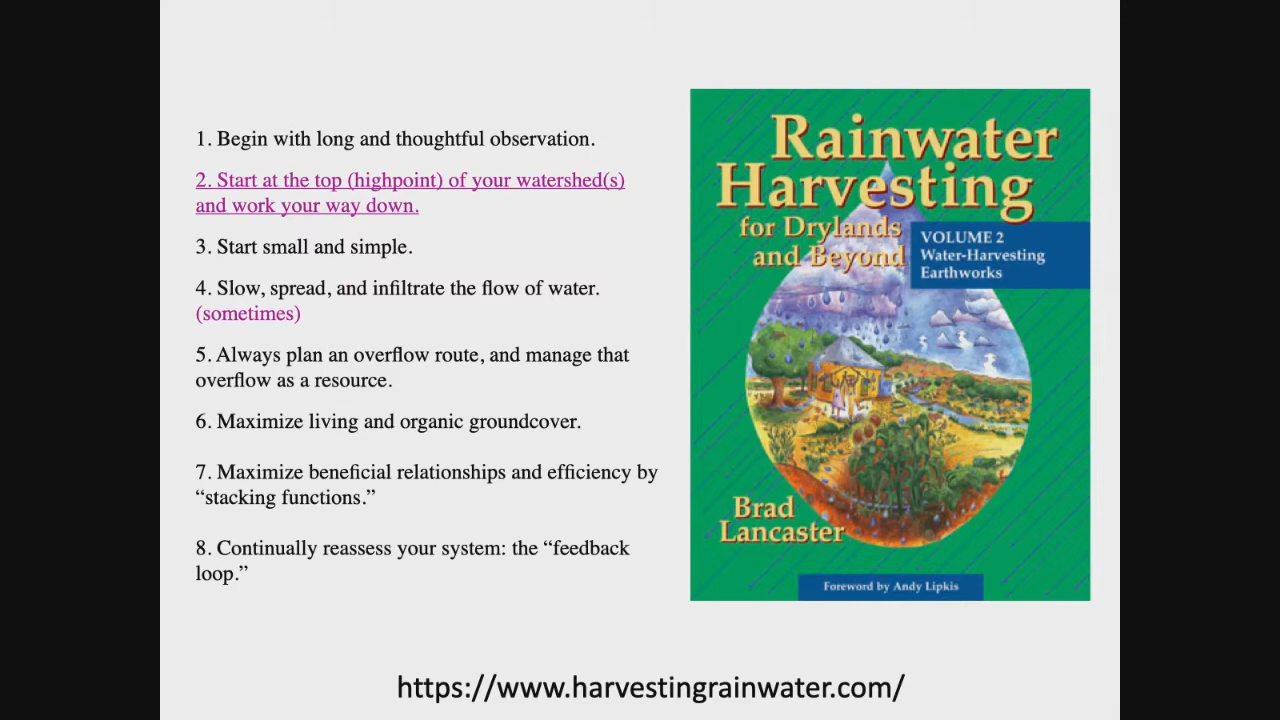 1. Begin with long and thoughtful observation.
2. Start at the top (highpoint) of your watershed(s)
and work your way down.
3. Start small and simple.
4. Slow, spread, and infiltrate the flow of water.
(sometimes)
5. Always plan an overflow route, and manage that
overflow as a resource.
6. Maximize living and organic groundcover.
7. Maximize beneficial relationships and efficiency by
“stacking functions.”
8. Continually reassess your system: the “feedback
loop.”
Rainwater
Harvesting
for Drylands
and Beyond
VOLUME 2
Water-Harvesting
Earthworks
Brad
Lancaster
Foreword by Andy Lipkis
https://www.harvestingrainwater.com/